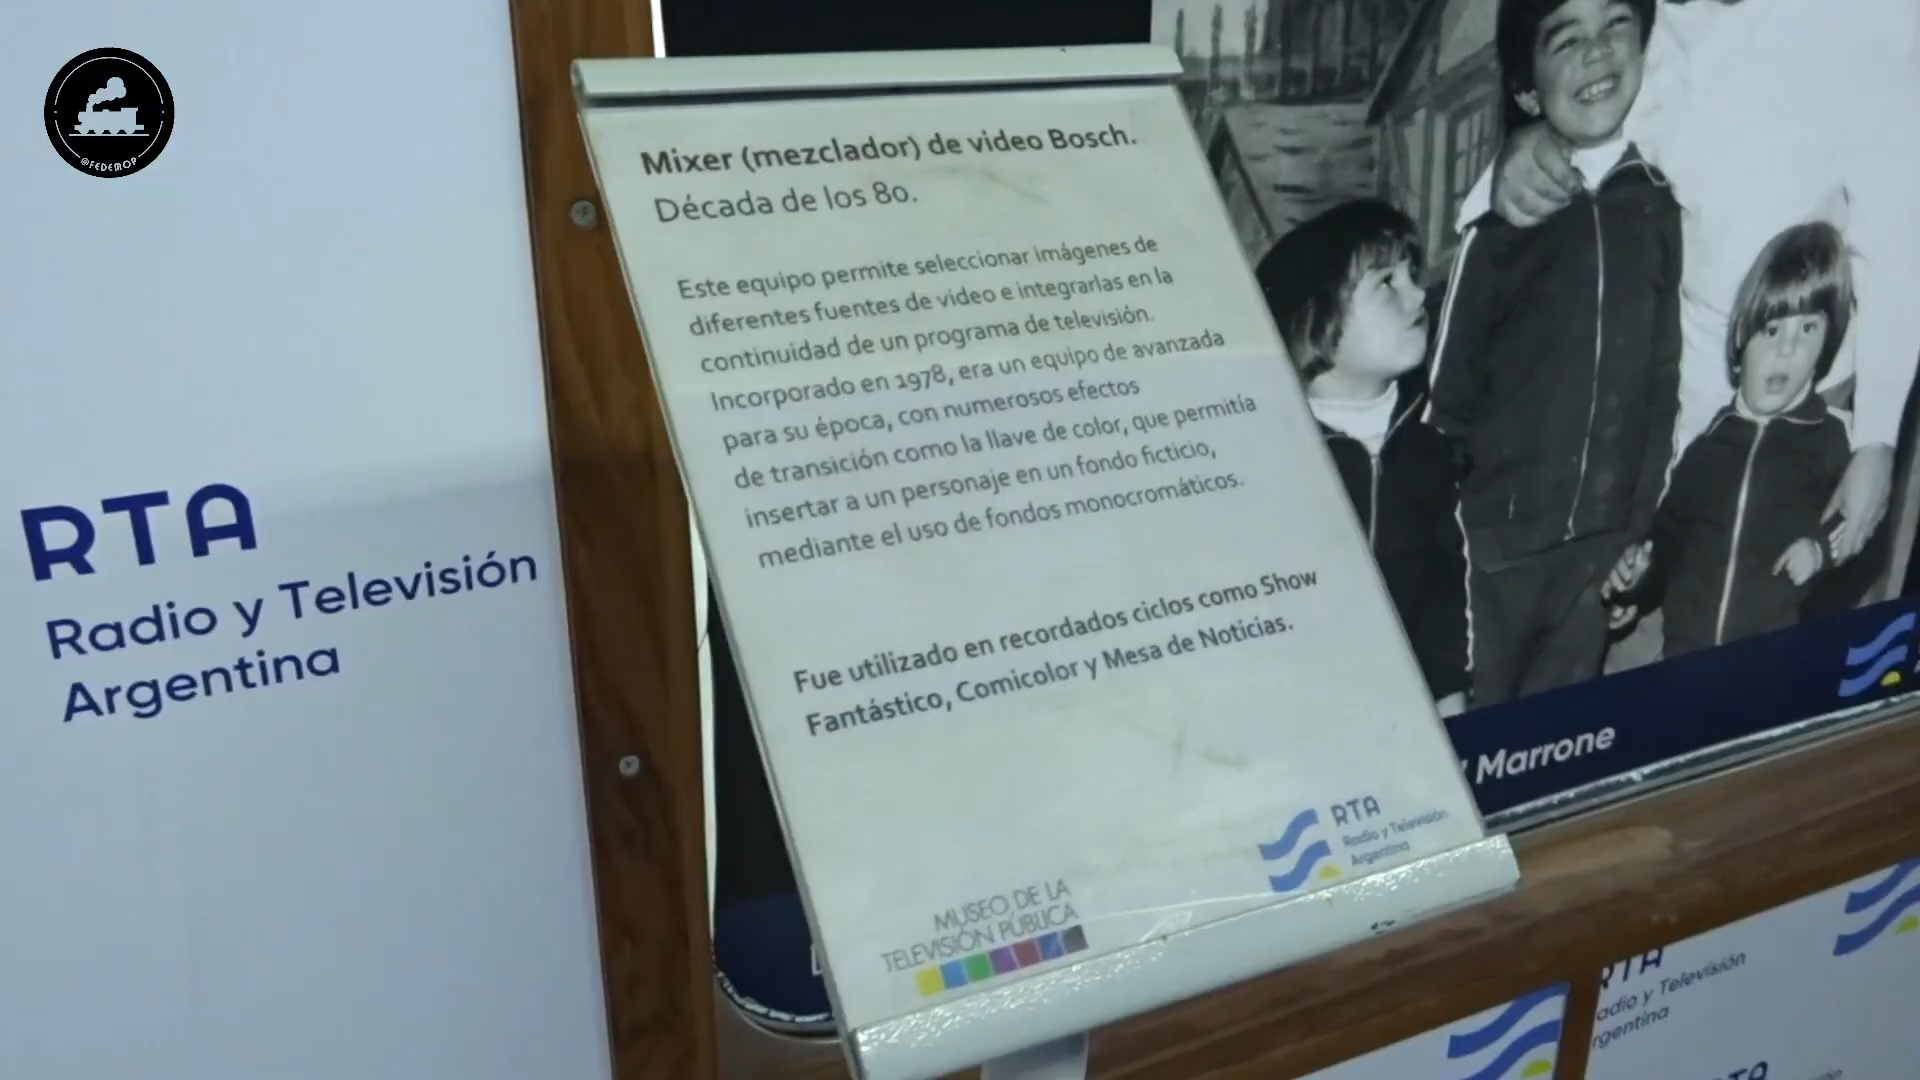 @FEDEMOP
Mixer (mezclador) de video Bosch.
Década de los 80.
Este equipo permite seleccionar imágenes de
diferentes fuentes de video e integrarlas en la
continuidad de un programa de televisión.
Incorporado en 1978, era un equipo de avanzada
para su época, con numerosos efectos
de transición como la llave de color, que permitía
insertar a un personaje en un fondo ficticio,
mediante el uso de fondos monocromáticos.
Fue utilizado en recordados ciclos como Show
Fantástico, Comicolor y Mesa de Noticias.
MUSEO DE LA
TELEVISIÓN PÚBLICA
RTA
Radio y Televisión
Argentina
RTA
Radio y Televisión
Argentina
Marrone
RTA
adio y Televisión
rgentina
RTA